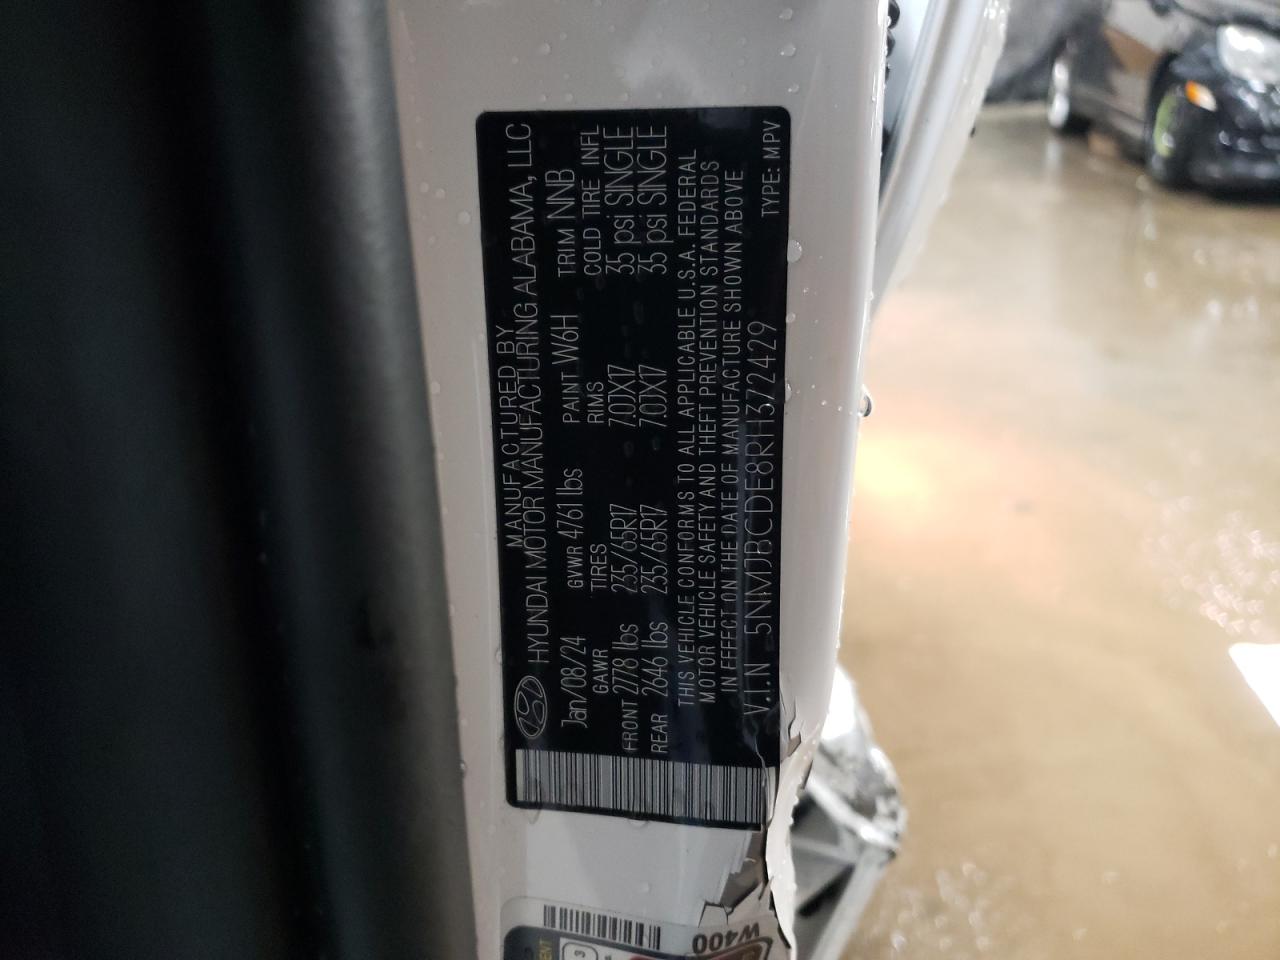 MANUFACTURED BY
HYUNDAI MOTOR MANUFACTURING ALABAMA, LLC
Jan/08/24 GVWR 4761 lbs PAINT W6H TRIM NNB
GAWR TIRES RIMS COLD TIRE INFL
FRONT 2778 lbs 235/65R17 7.0JX17 35 psi SINGLE
REAR 2646 lbs 235/65R17 7.0JX17 35 psi SINGLE
THIS VEHICLE CONFORMS TO ALL APPLICABLE U.S.A. FEDERAL
MOTOR VEHICLE SAFETY AND THEFT PREVENTION STANDARDS
IN EFFECT ON THE DATE OF MANUFACTURE SHOWN ABOVE
V.I.N 5NMJBCDE8RH372429 TYPE: MPV
W400
3